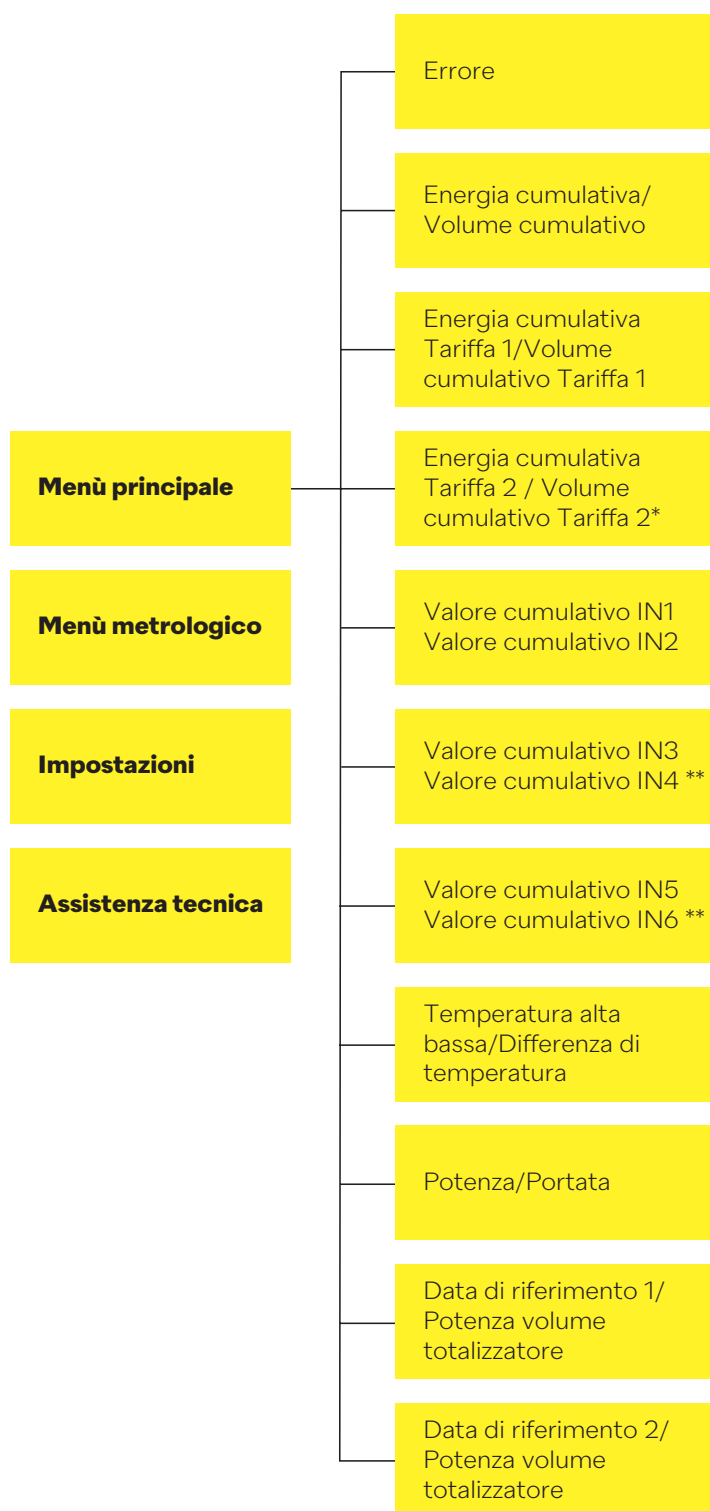 Errore
Energia cumulativa/
Volume cumulativo
Energia cumulativa
Tariffa 1/Volume
cumulativo Tariffa 1
Menù principale
Energia cumulativa
Tariffa 2 / Volume
cumulativo Tariffa 2*
Menù metrologico
Valore cumulativo IN1
Valore cumulativo IN2
Impostazioni
Valore cumulativo IN3
Valore cumulativo IN4 **
Assistenza tecnica
Valore cumulativo IN5
Valore cumulativo IN6 **
Temperatura alta
bassa/Differenza di
temperatura
Potenza/Portata
Data di riferimento 1/
Potenza volume
totalizzatore
Data di riferimento 2/
Potenza volume
totalizzatore